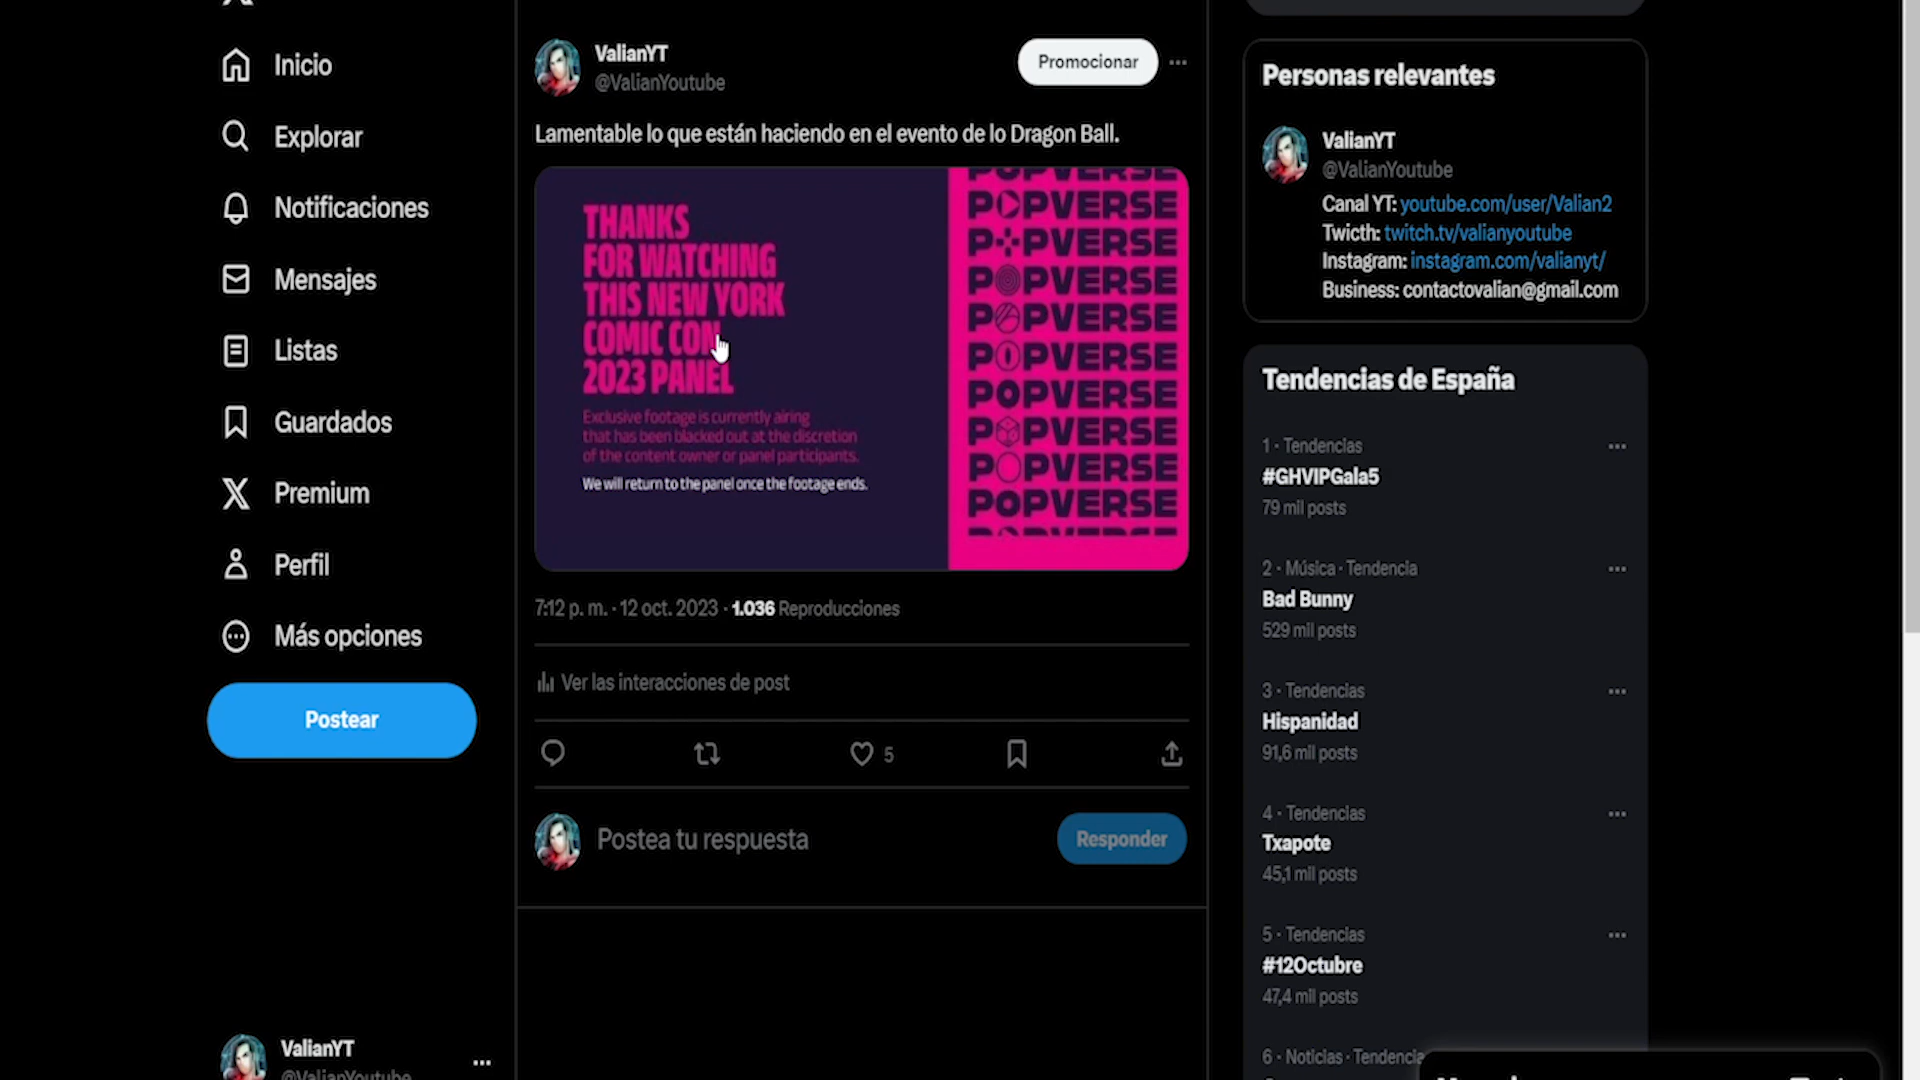 Inicio
Explorar
Notificaciones
Mensajes
Listas
Guardados
Premium
Perfil
Más opciones
Postear
ValianYT
@ValianYoutube
ValianYT
@ValianYoutube
Promocionar
Lamentable lo que están haciendo en el evento de lo Dragon Ball.
THANKS
FOR WATCHING
THIS NEW YORK
COMIC CON
2023 PANEL
Exclusive footage is currently airing
that has been blacked out at the discretion
of the content owner or panel participants.
We will return to the panel once the footage ends.
POPVERSE
POPVERSE
POPVERSE
POPVERSE
POPVERSE
POPVERSE
POPVERSE
POPVERSE
POPVERSE
POPVERSE
POPVERSE
7:12 p. m. · 12 oct. 2023 · 1.036 Reproducciones
Ver las interacciones de post
5
Postea tu respuesta
Responder
Personas relevantes
ValianYT
@ValianYoutube
Canal YT: youtube.com/user/Valian2
Twicth: twitch.tv/valianyoutube
Instagram: instagram.com/valianyt/
Business: contactovalian@gmail.com
Tendencias de España
1 · Tendencias
#GHVIPGala5
79 mil posts
2 · Música · Tendencia
Bad Bunny
529 mil posts
3 · Tendencias
Hispanidad
91,6 mil posts
4 · Tendencias
Txapote
45,1 mil posts
5 · Tendencias
#12Octubre
47,4 mil posts
6 · Noticias · Tendencia